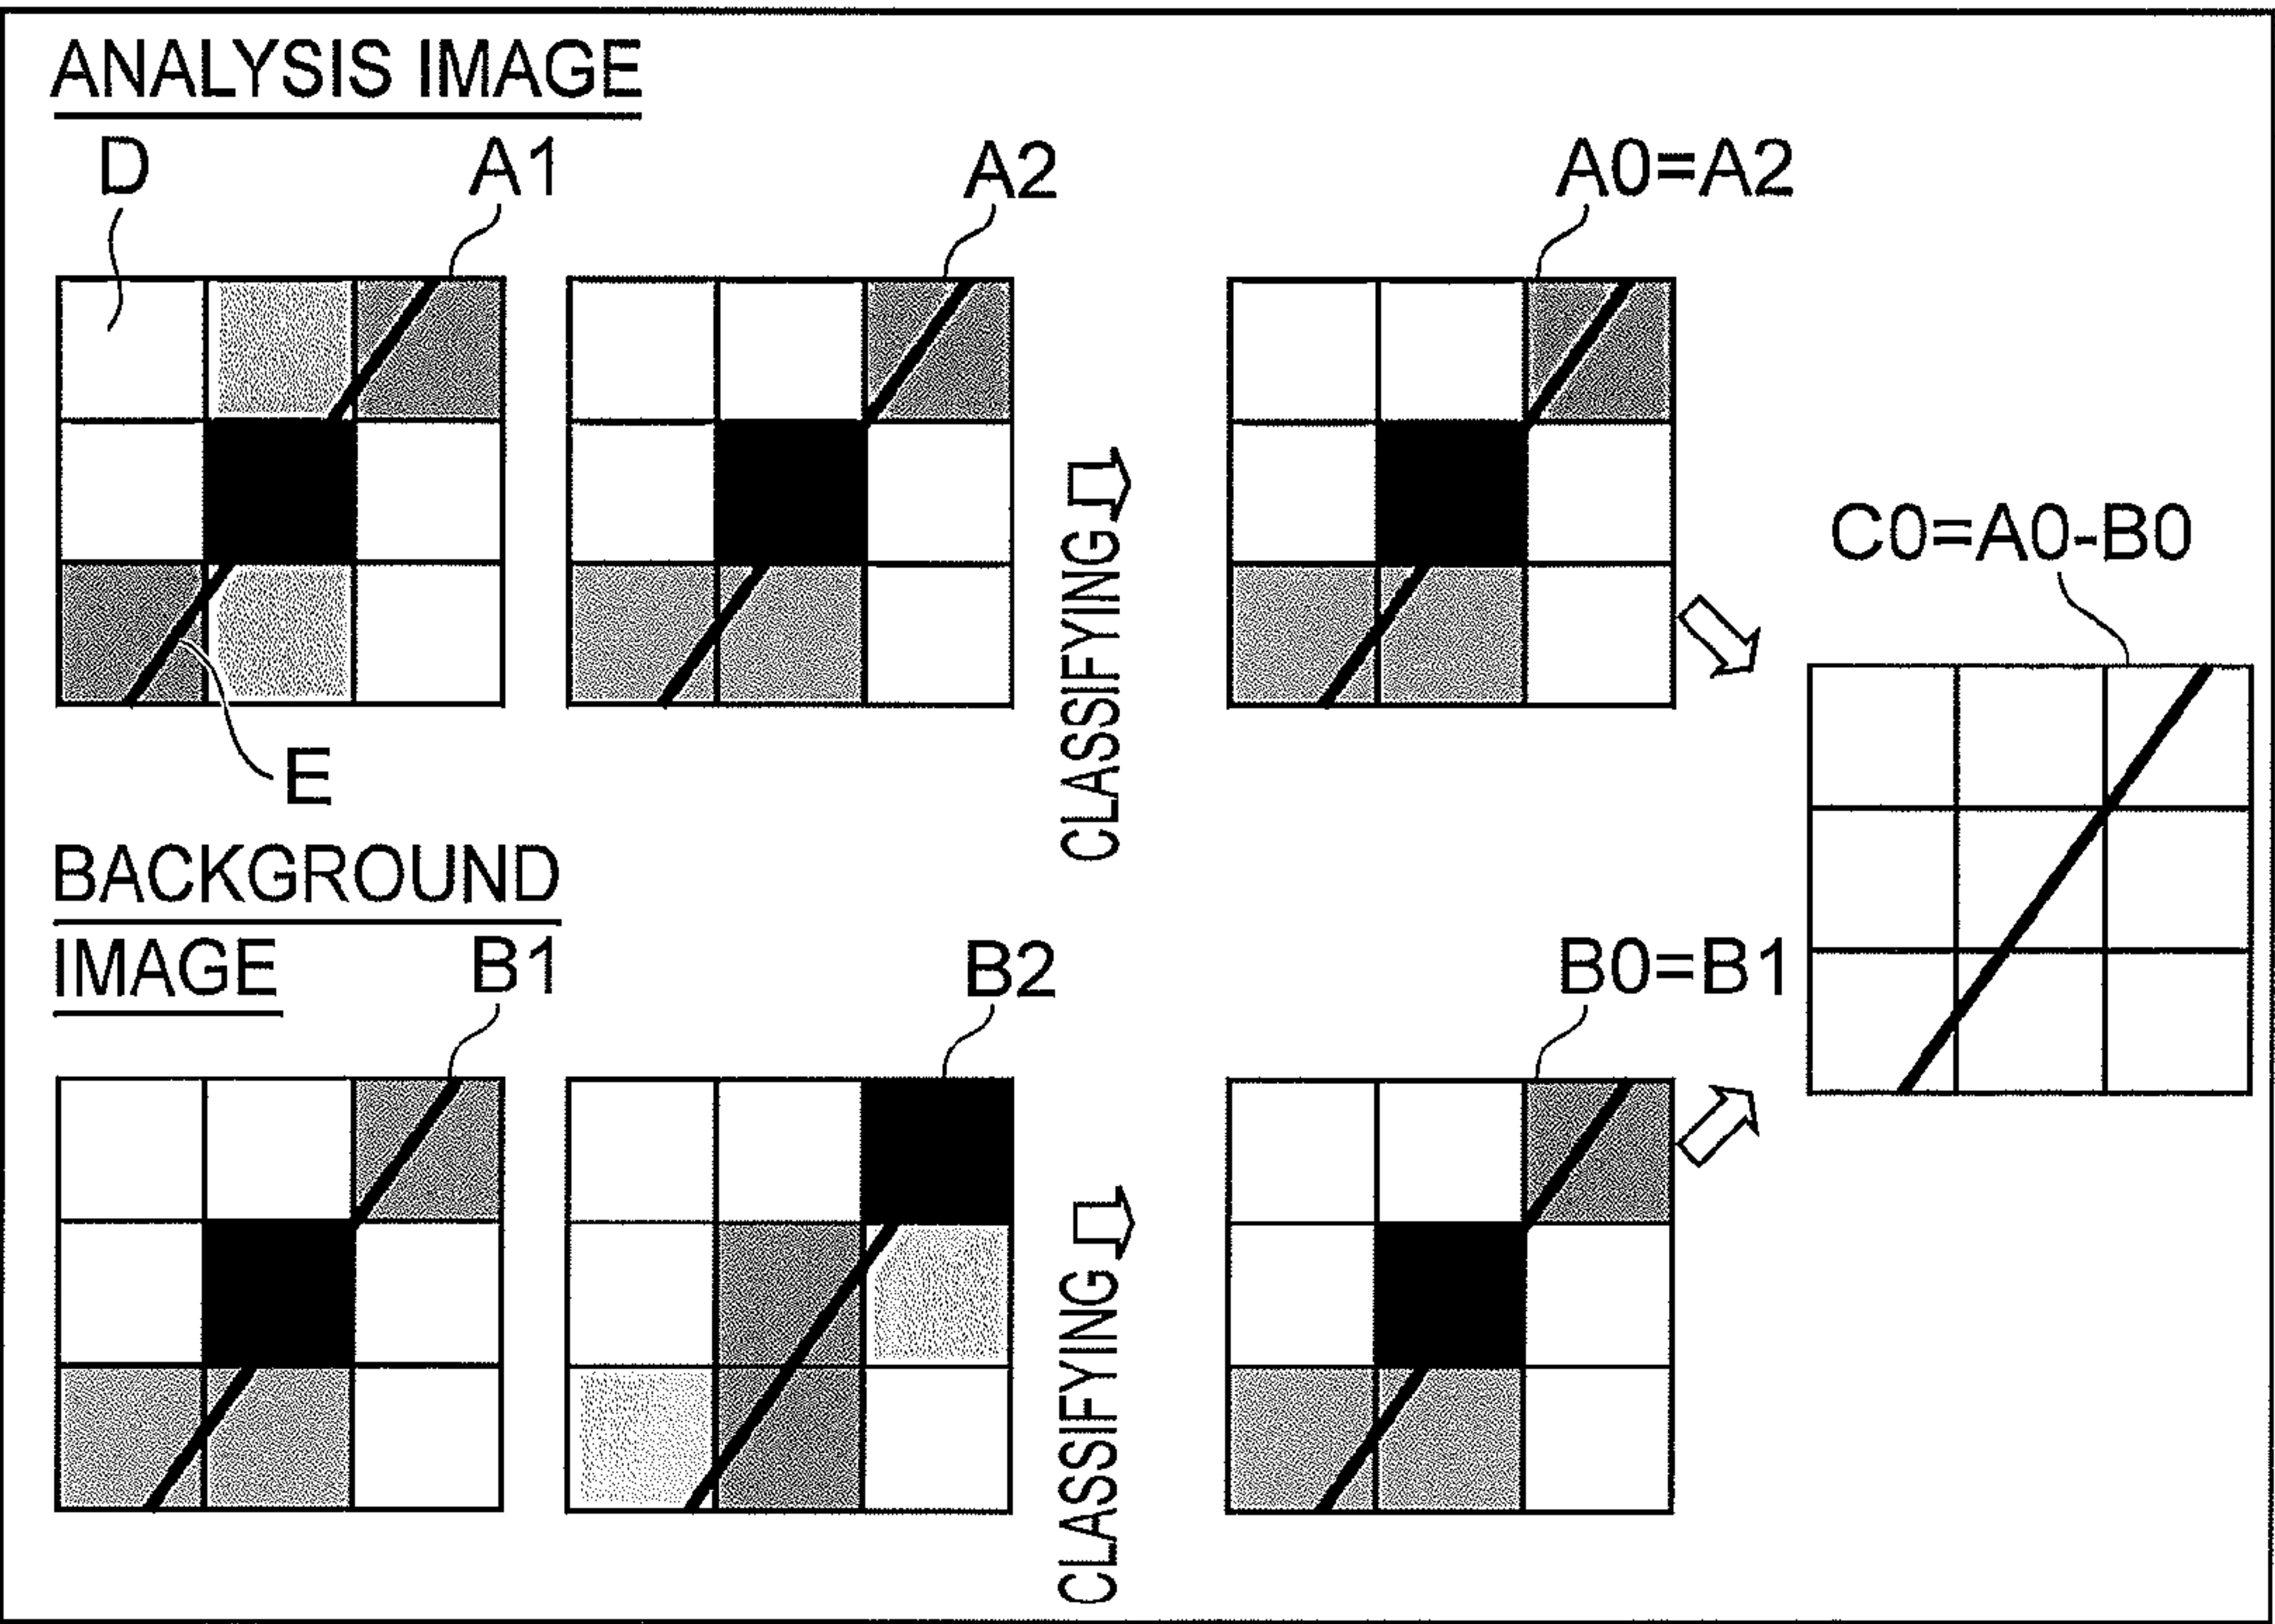 ANALYSIS IMAGE
D
A1
A2
A0=A2
CLASSIFYING
C0=A0-B0
E
BACKGROUND
IMAGE
B1
B2
B0=B1
CLASSIFYING